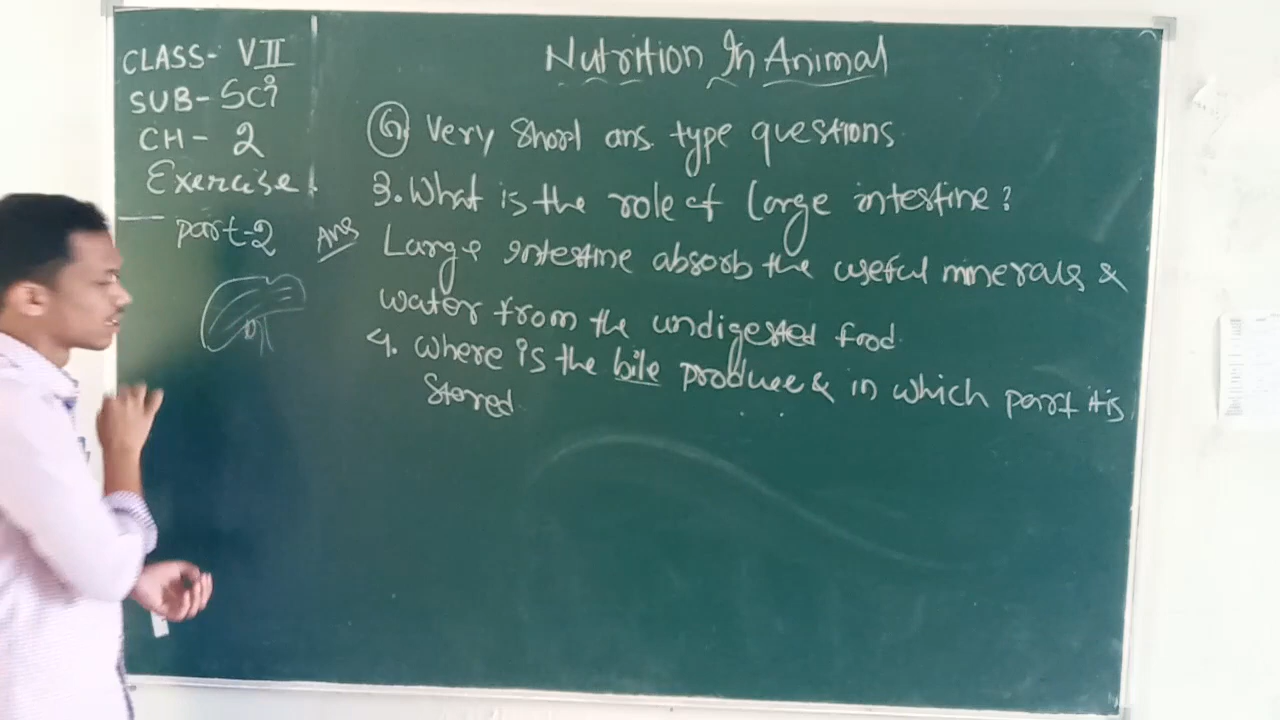 CLASS- VII
SUB- SCi
CH- 2
Exercise
part-2
Nutrition In Animal
G Very Short ans. type questions
3. What is the role of Large intestine?
Ans Large intestine absorb the useful minerals &
water from the undigested food.
4. Where is the bile produce & in which part it is
Stored